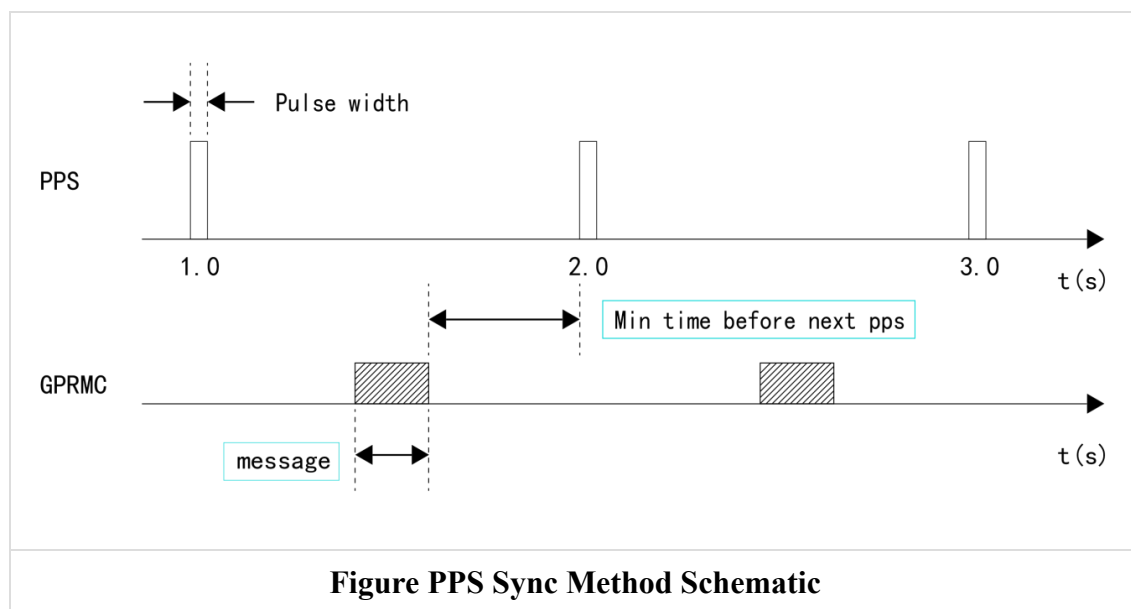 Pulse width
PPS
1.0
2.0
3.0
t(s)
Min time before next pps
GPRMC
message
t(s)
Figure PPS Sync Method Schematic